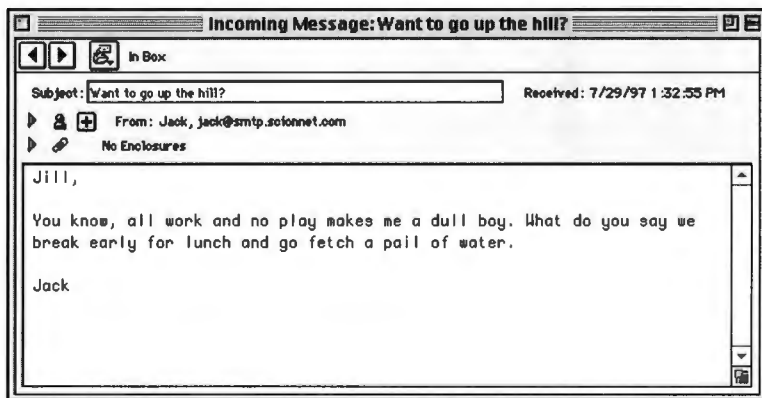 Incoming Message: Want to go up the hill?
In Box
Subject: Want to go up the hill? Received: 7/29/97 1:32:55 PM
From: Jack, jack@smtp.scionnet.com
No Enclosures
Jill,
You know, all work and no play makes me a dull boy. What do you say we
break early for lunch and go fetch a pail of water.
Jack